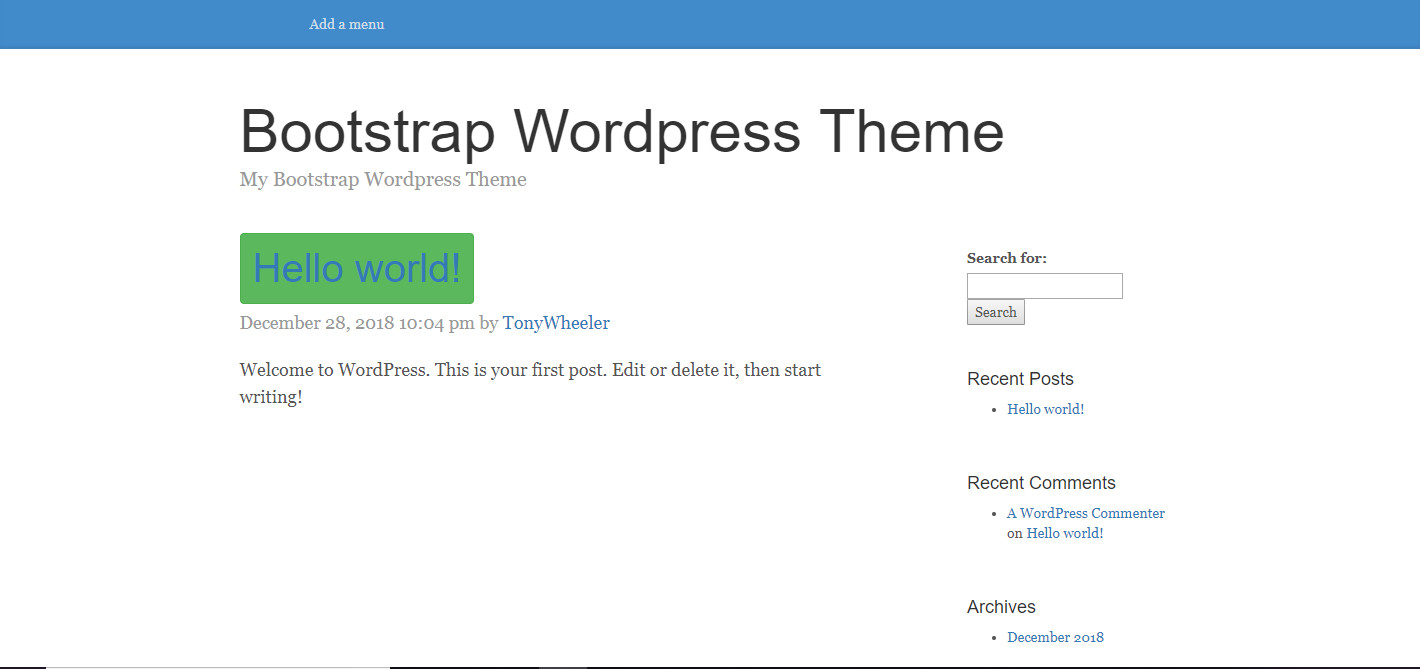 Add a menu
Bootstrap Wordpress Theme
My Bootstrap Wordpress Theme
Hello world!
December 28, 2018 10:04 pm by TonyWheeler
Welcome to WordPress. This is your first post. Edit or delete it, then start
writing!
Search for:
Search
Recent Posts
Hello world!
Recent Comments
A WordPress Commenter
on Hello world!
Archives
December 2018